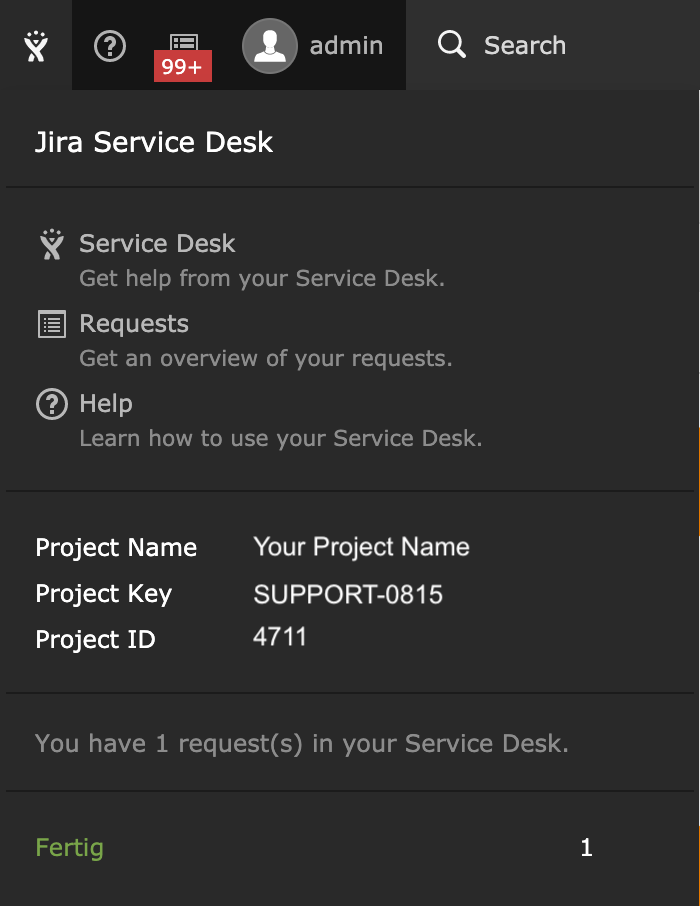 99+
admin
Search
Jira Service Desk
Service Desk
Get help from your Service Desk.
Requests
Get an overview of your requests.
Help
Learn how to use your Service Desk.
Project Name Your Project Name
Project Key SUPPORT-0815
Project ID 4711
You have 1 request(s) in your Service Desk.
Fertig 1